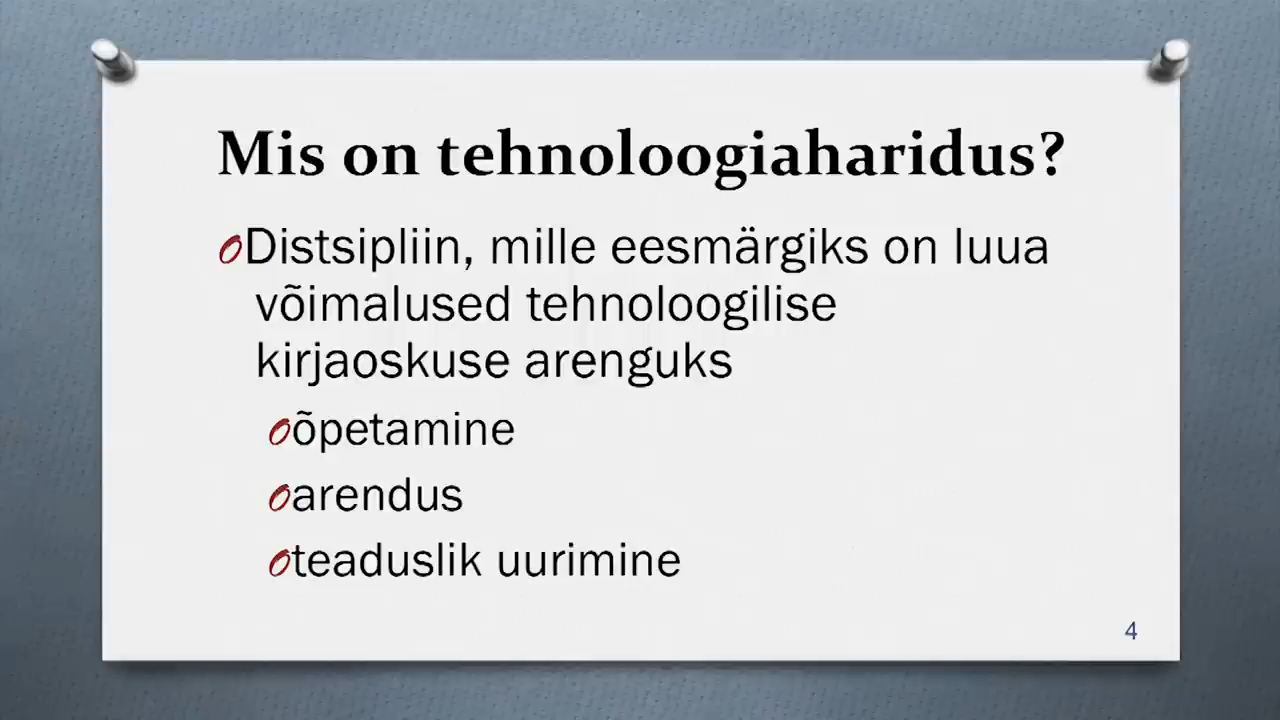 Mis on tehnoloogiaharidus?
Distsipliin, mille eesmärgiks on luua
võimalused tehnoloogilise
kirjaoskuse arenguks
õpetamine
arendus
teaduslik uurimine
4